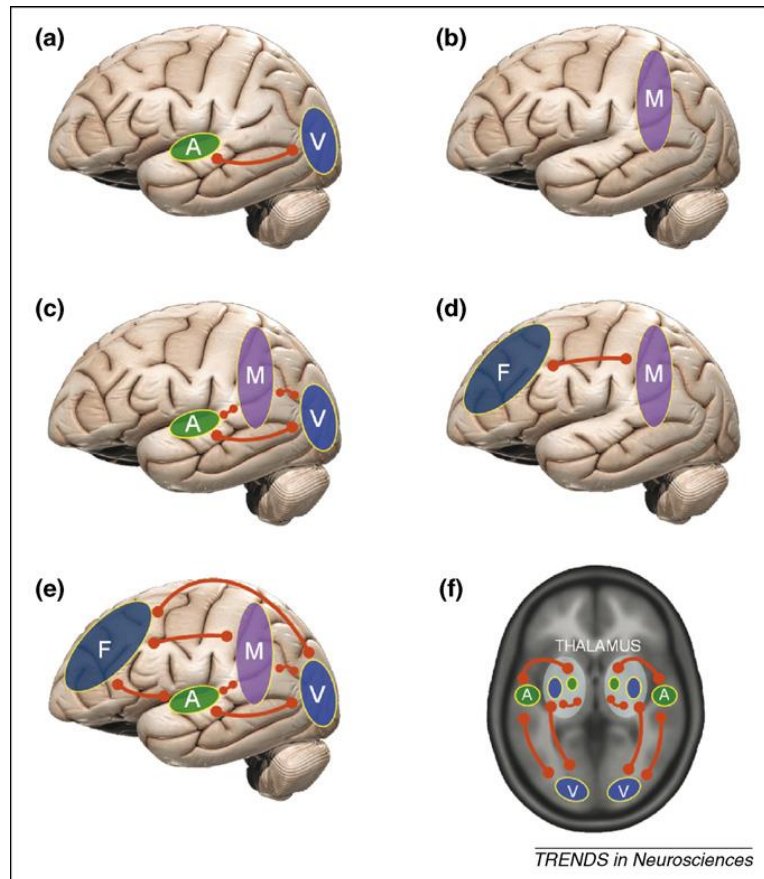 (a)
A
V
(b)
M
(c)
M
A
V
(d)
F
M
(e)
F
M
A
V
(f)
THALAMUS
A
A
V
V
TRENDS in Neurosciences